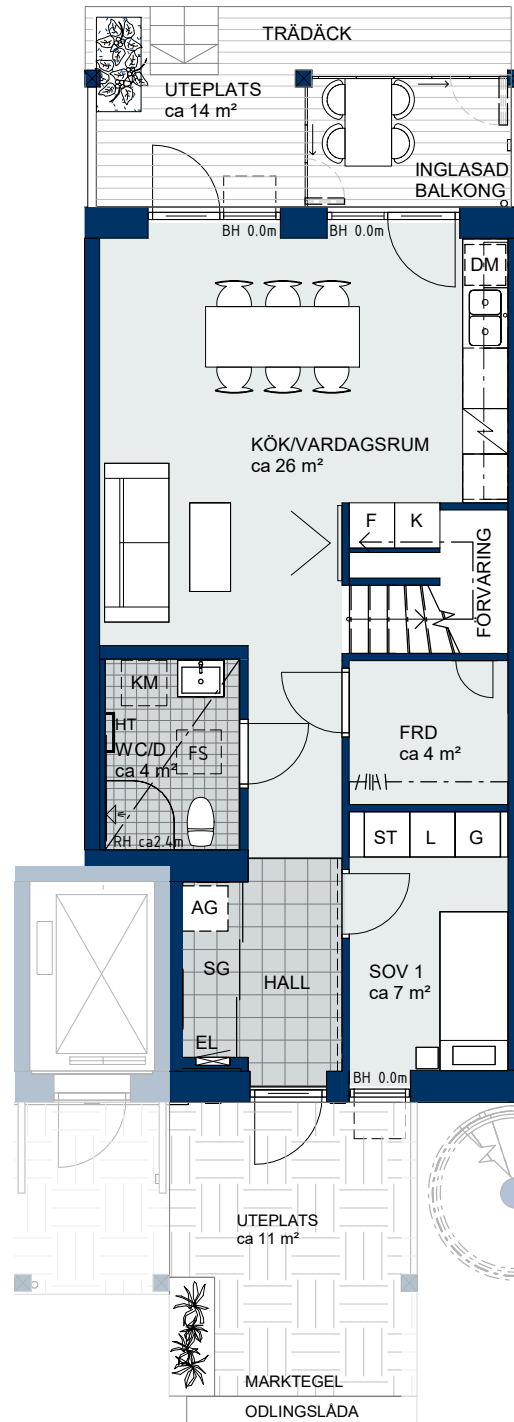 TRÄDÄCK
UTEPLATS
ca 14 m²
INGLASAD
BALKONG
BH 0.0m
BH 0.0m
DM
KÖK/VARDAGSRUM
ca 26 m²
F
K
FÖRVARING
KM
HT
WC/D
ca 4 m²
FS
RH ca2.4m
FRD
ca 4 m²
ST
L
G
AG
SG
HALL
EL
SOV 1
ca 7 m²
BH 0.0m
UTEPLATS
ca 11 m²
MARKTEGEL
ODLINGSLÅDA